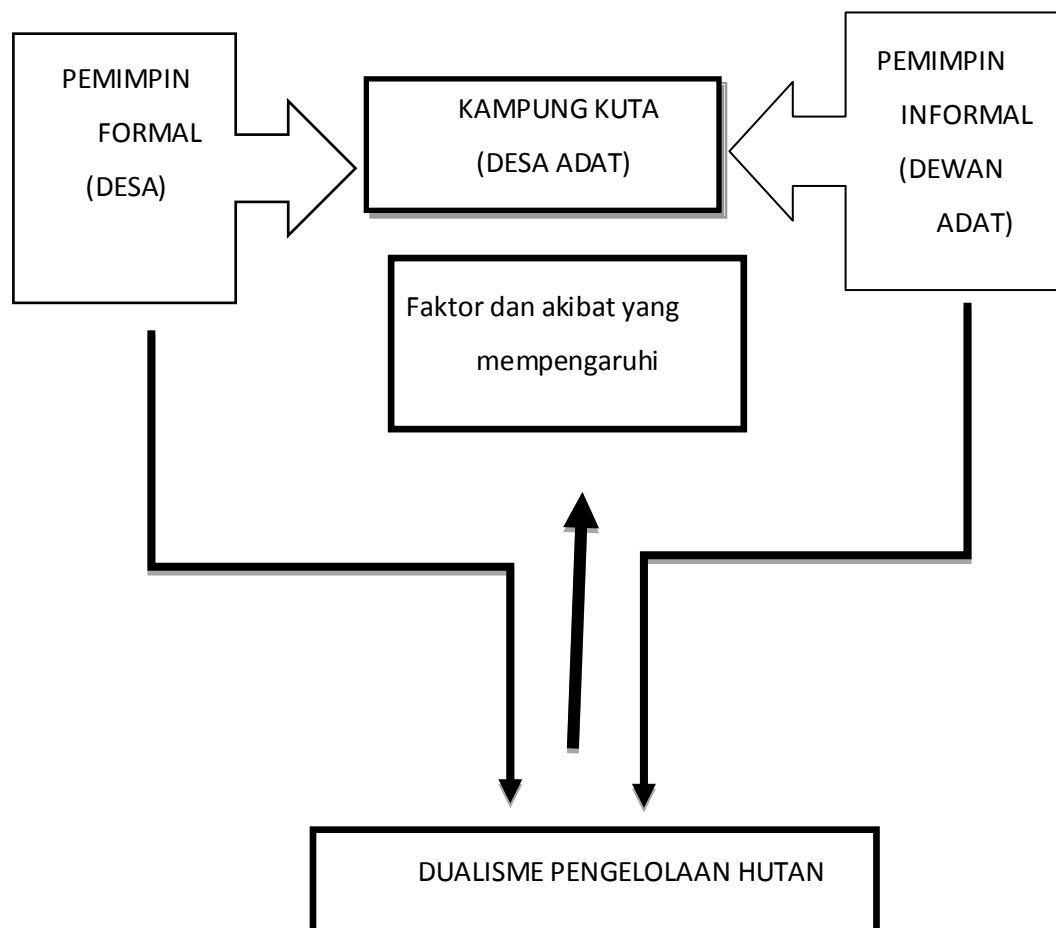 PEMIMPIN
FORMAL
(DESA)
KAMPUNG KUTA
(DESA ADAT)
PEMIMPIN
INFORMAL
(DEWAN
ADAT)
Faktor dan akibat yang
mempengaruhi
DUALISME PENGELOLAAN HUTAN